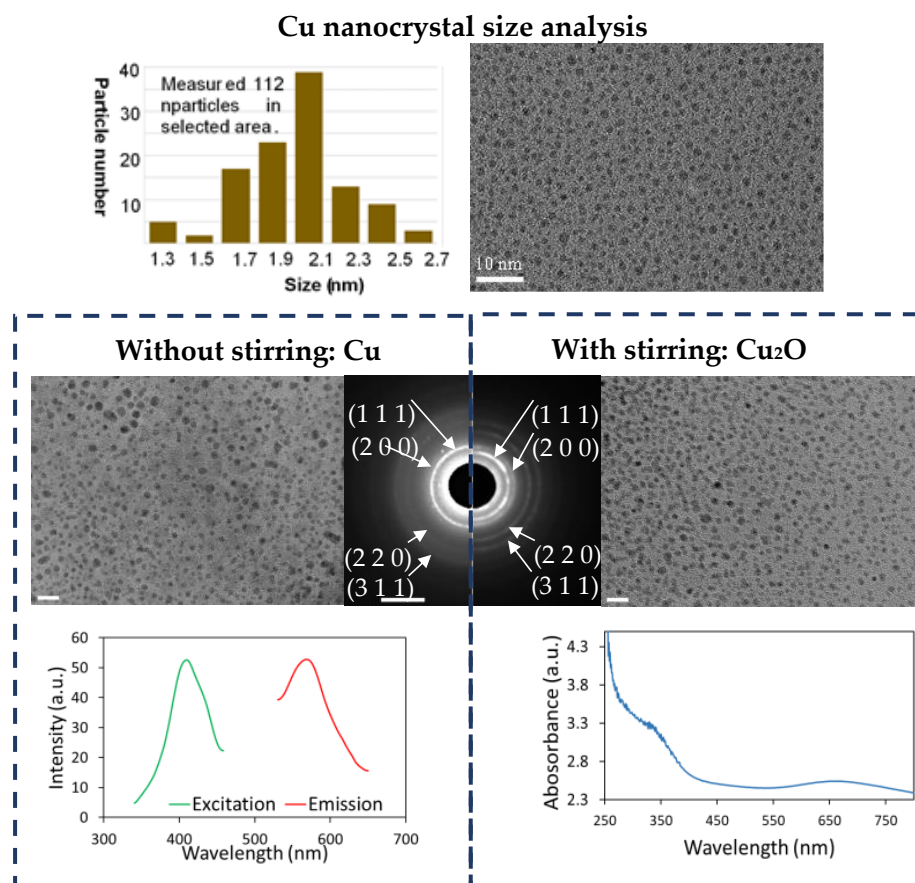 Cu nanocrystal size analysis
Particle number
40
30
20
10
Measured 112
nparticles in
selected area.
1.3 1.5 1.7 1.9 2.1 2.3 2.5 2.7
Size (nm)
10 nm
Without stirring: Cu
With stirring: Cu₂O
(1 1 1)
(2 0 0)
(2 2 0)
(3 1 1)
(1 1 1)
(2 0 0)
(2 2 0)
(3 1 1)
Intensity (a.u.)
60
50
40
30
20
10
0
Excitation Emission
300 400 500 600 700
Wavelength (nm)
Abosorbance (a.u.)
4.3
3.8
3.3
2.8
2.3
250 350 450 550 650 750
Wavelength (nm)